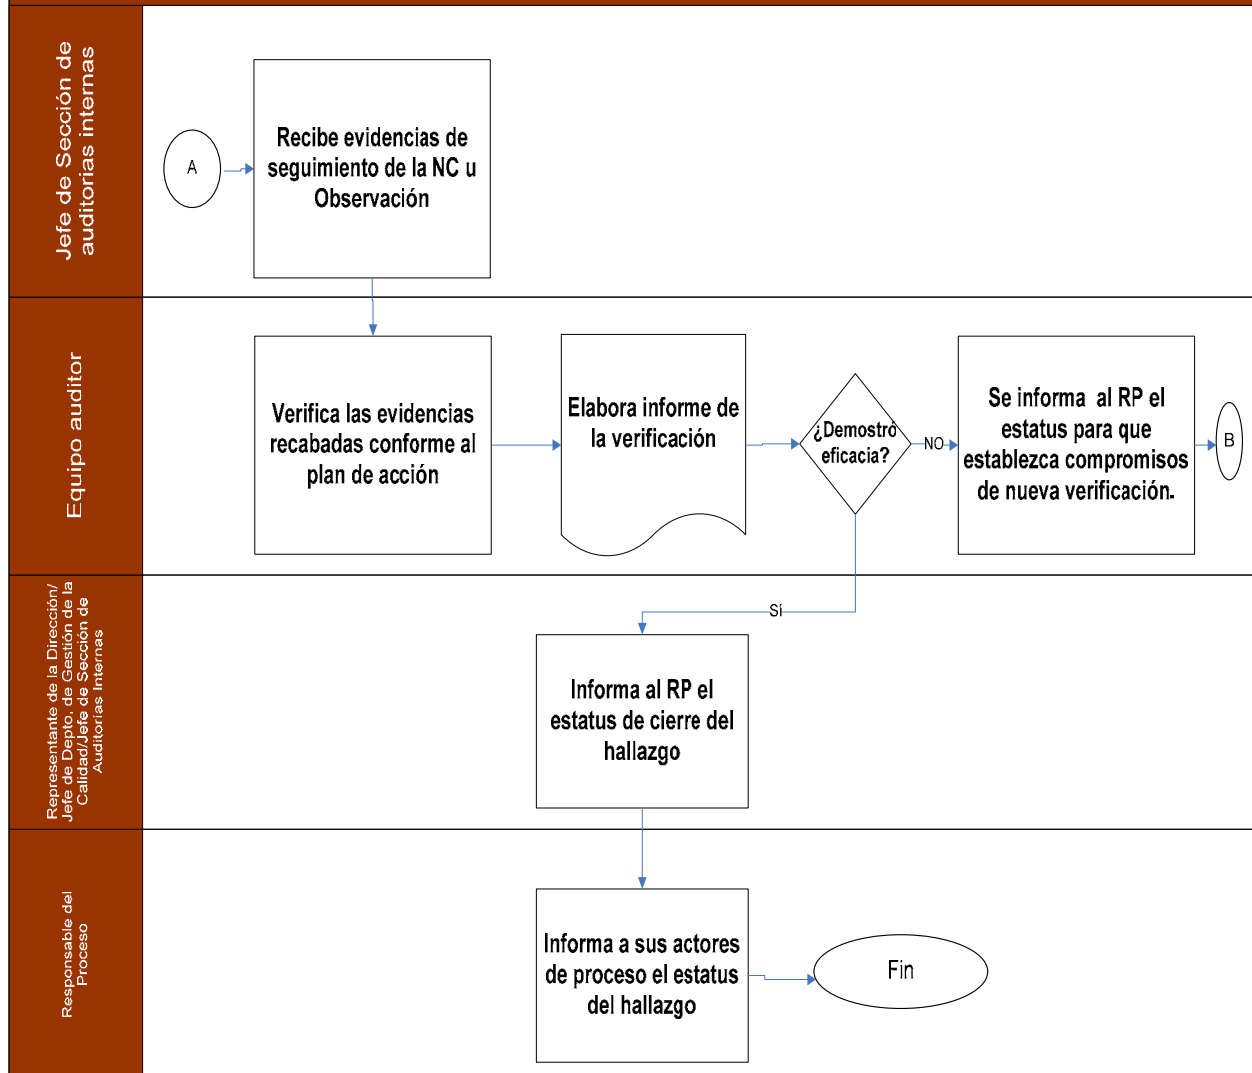 Jefe de Sección de
auditorias internas
A
Recibe evidencias de
seguimiento de la NC u
Observación
Equipo auditor
Verifica las evidencias
recabadas conforme al
plan de acción
Elabora informe de
la verificación
¿Demostró
eficacia?
NO
Se informa al RP el
estatus para que
establezca compromisos
de nueva verificación.
B
Representante de la Dirección/
Jefe de Depto, de Gestión de la
Calidad/Jefe de Sección de
Auditorías Internas
Sí
Informa al RP el
estatus de cierre del
hallazgo
Responsable del
Proceso
Informa a sus actores
de proceso el estatus
del hallazgo
Fin